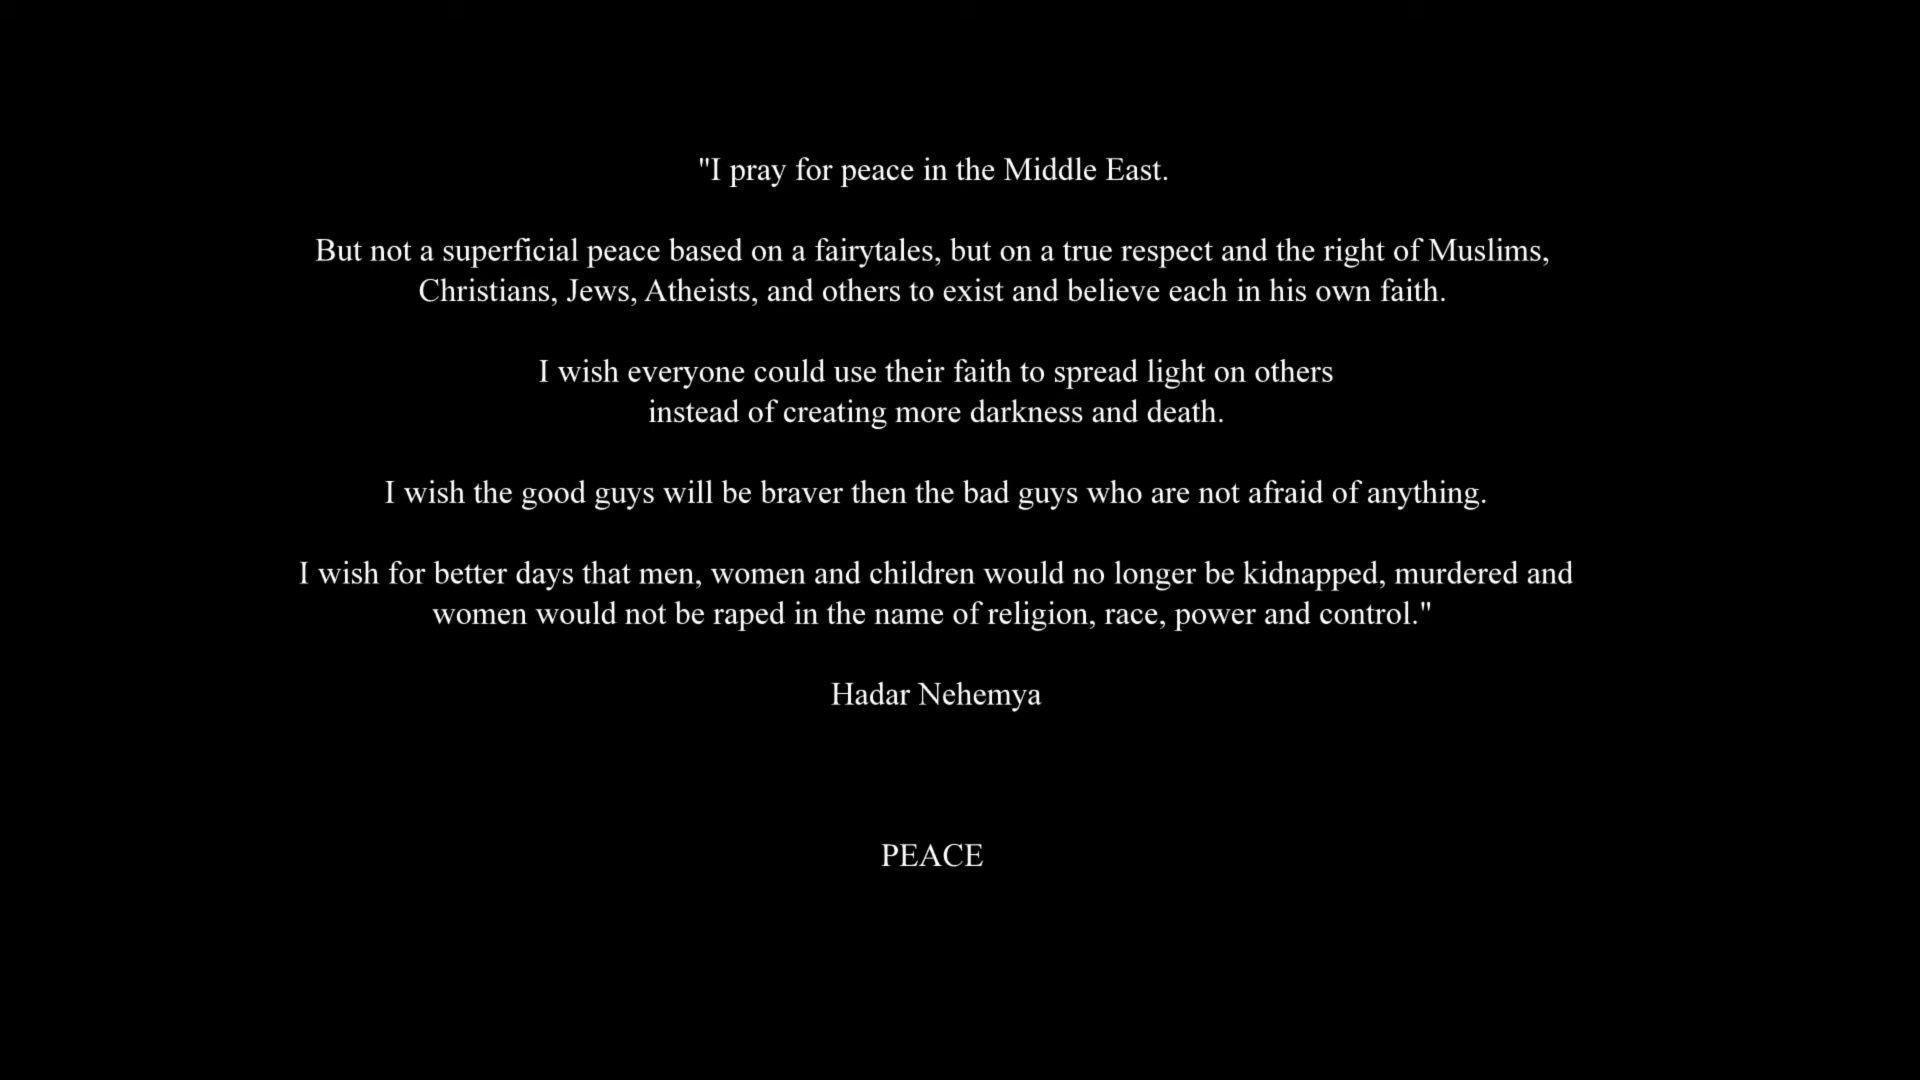 "I pray for peace in the Middle East.
But not a superficial peace based on a fairytales, but on a true respect and the right of Muslims,
Christians, Jews, Atheists, and others to exist and believe each in his own faith.
I wish everyone could use their faith to spread light on others
instead of creating more darkness and death.
I wish the good guys will be braver then the bad guys who are not afraid of anything.
I wish for better days that men, women and children would no longer be kidnapped, murdered and
women would not be raped in the name of religion, race, power and control."
Hadar Nehemya
PEACE